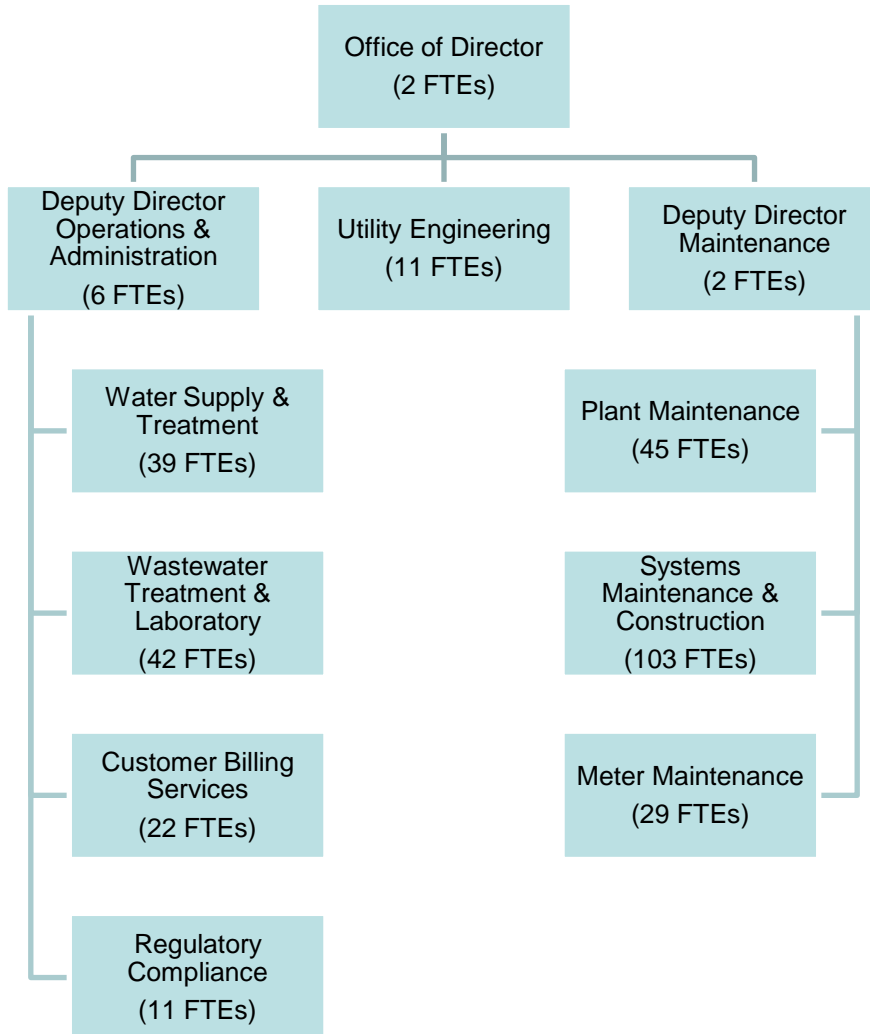 Office of Director
(2 FTEs)
Deputy Director
Operations &
Administration
(6 FTEs)
Utility Engineering
(11 FTEs)
Deputy Director
Maintenance
(2 FTEs)
Water Supply &
Treatment
(39 FTEs)
Wastewater
Treatment &
Laboratory
(42 FTEs)
Customer Billing
Services
(22 FTEs)
Regulatory
Compliance
(11 FTEs)
Plant Maintenance
(45 FTEs)
Systems
Maintenance &
Construction
(103 FTEs)
Meter Maintenance
(29 FTEs)